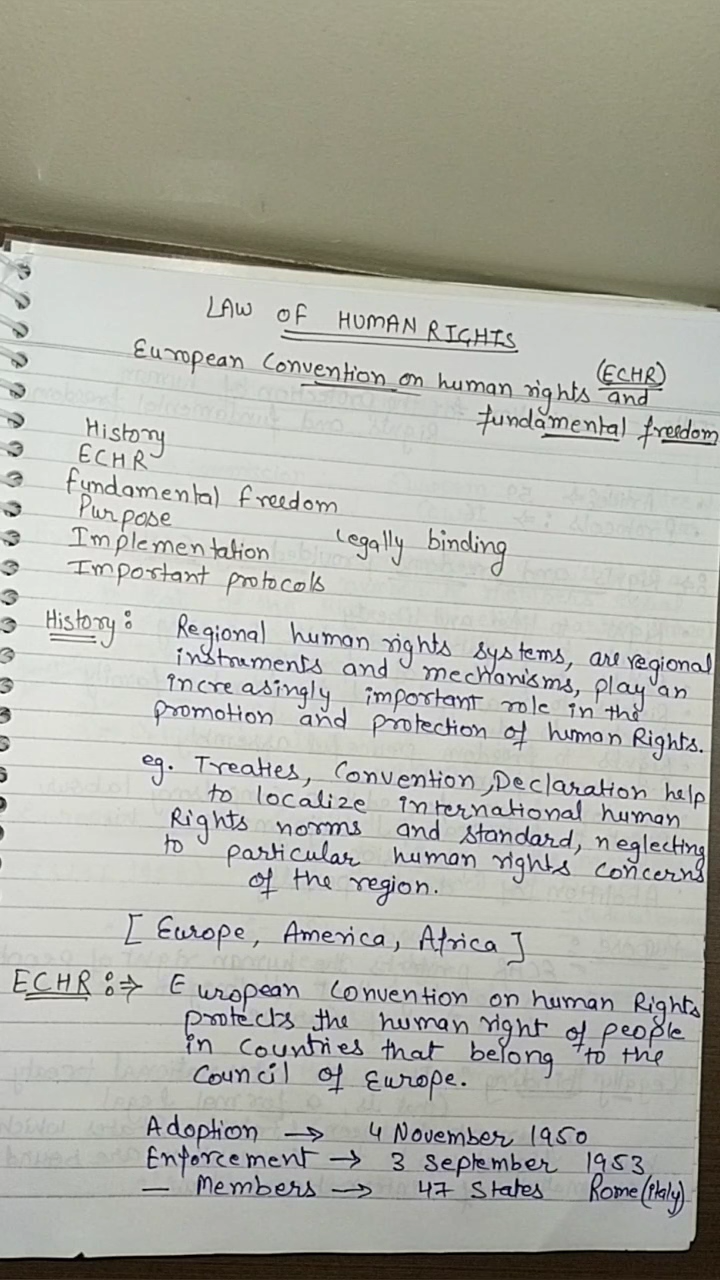 LAW OF HUMAN RIGHTS
European Convention on human rights and (ECHR)
fundamental freedom
History
ECHR
fundamental freedom
Purpose
Implementation legally binding
Important protocols
History: Regional human rights systems, are regional
instruments and mechanisms, play an
increasingly important role in the
promotion and protection of human Rights.
eg. Treaties, Convention, Declaration help
to localize international human
Rights norms and standard, neglecting
to particular human rights concerns
of the region.
[ Europe, America, Africa ]
ECHR :⇒ European Convention on human Rights
protects the human right of people
in countries that belong to the
Council of Europe.
Adoption → 4 November 1950
Enforcement → 3 September 1953
— Members → 47 States Rome (italy)